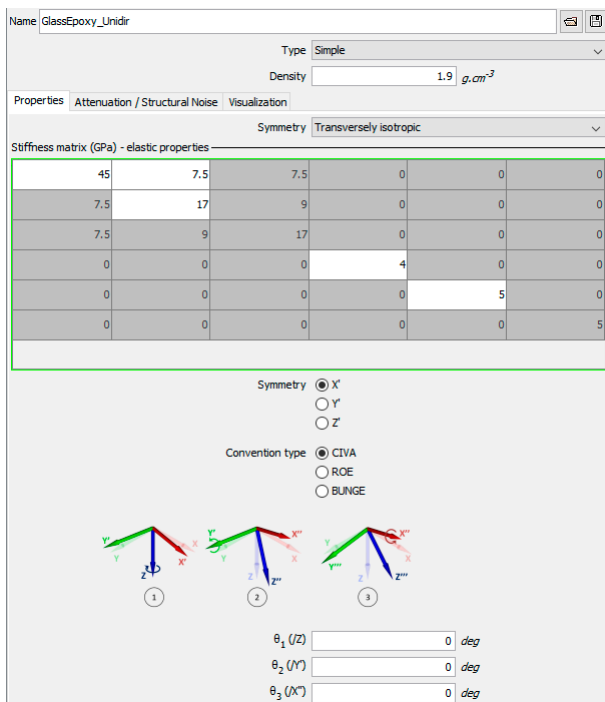 Name GlassEpoxy_Unidir
Type Simple
Density 1.9 g.cm-3
Properties Attenuation / Structural Noise Visualization
Symmetry Transversely isotropic
Stiffness matrix (GPa) - elastic properties
45 7.5 7.5 0 0 0
7.5 17 9 0 0 0
7.5 9 17 0 0 0
0 0 0 4 0 0
0 0 0 0 5 0
0 0 0 0 0 5
Symmetry X'
Y'
Z'
Convention type CIVA
ROE
BUNGE
Y' X Y' X'' Y'' X''
Y X' Y X Y''' X
Z Z Z'' Z Z'''
1 2 3
θ1 (/Z) 0 deg
θ2 (/Y') 0 deg
θ3 (/X'') 0 deg